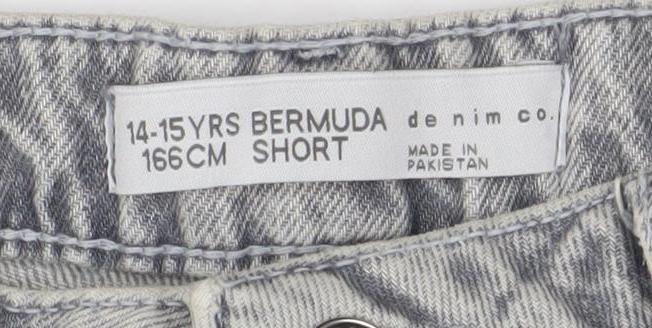 14-15YRS BERMUDA de nim co.
166CM SHORT
MADE IN
PAKISTAN